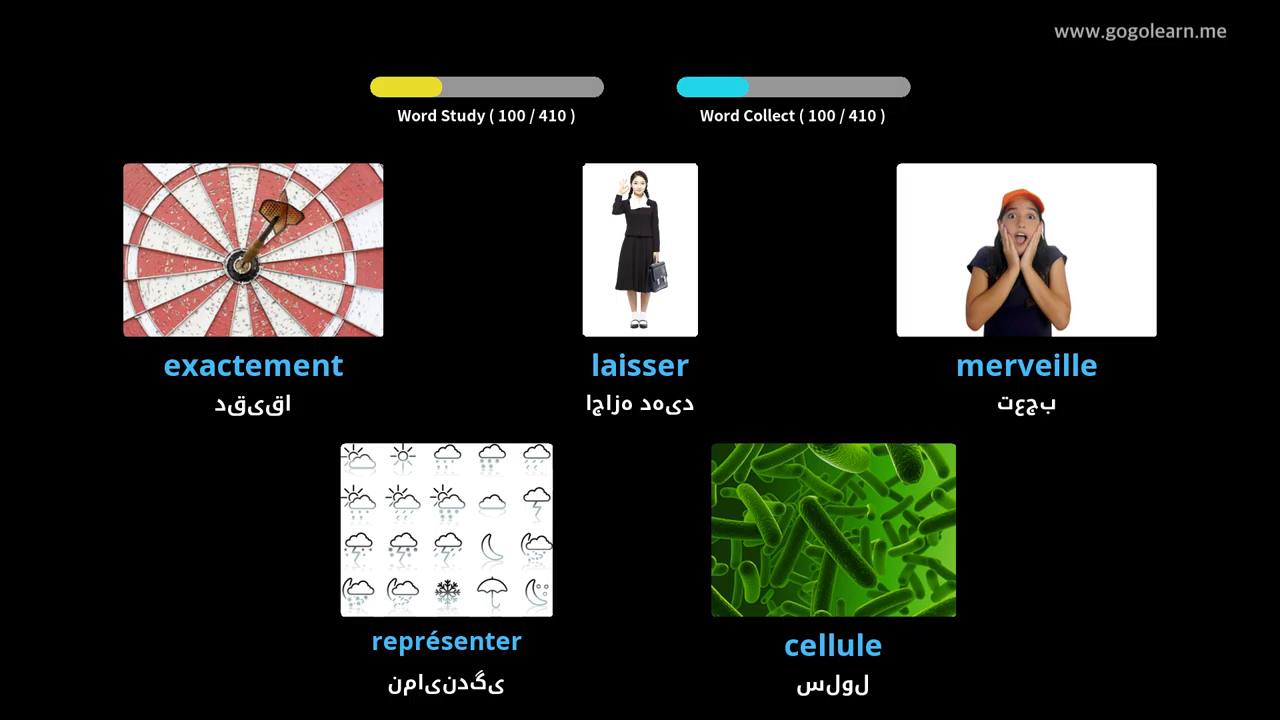 www.gogolearn.me
Word Study ( 100 / 410 )
Word Collect ( 100 / 410 )
exactement
دقیقا
laisser
اجازه دهید
merveille
تعجب
représenter
نمایندگی
cellule
سلول